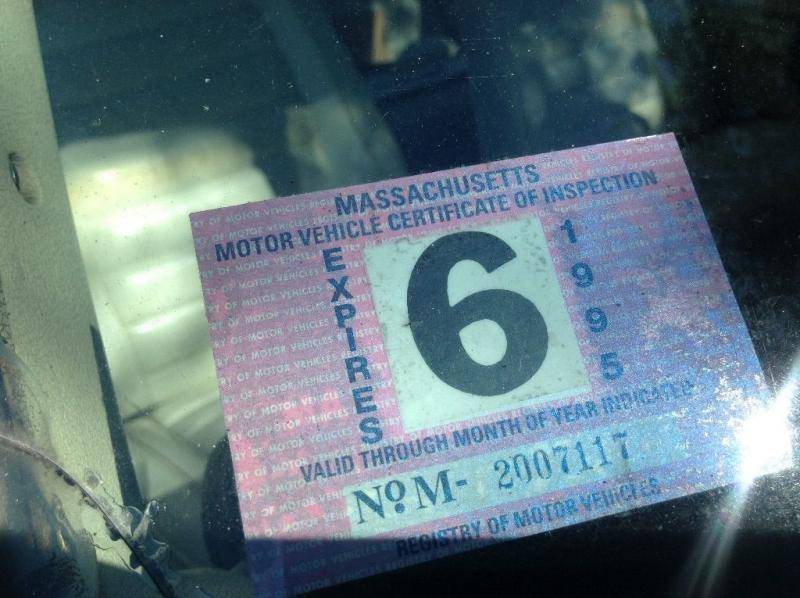 MASSACHUSETTS
MOTOR VEHICLE CERTIFICATE OF INSPECTION
EXPIRES
6
1995
VALID THROUGH MONTH OF YEAR INDICATED
No M- 2007117
REGISTRY OF MOTOR VEHICLES